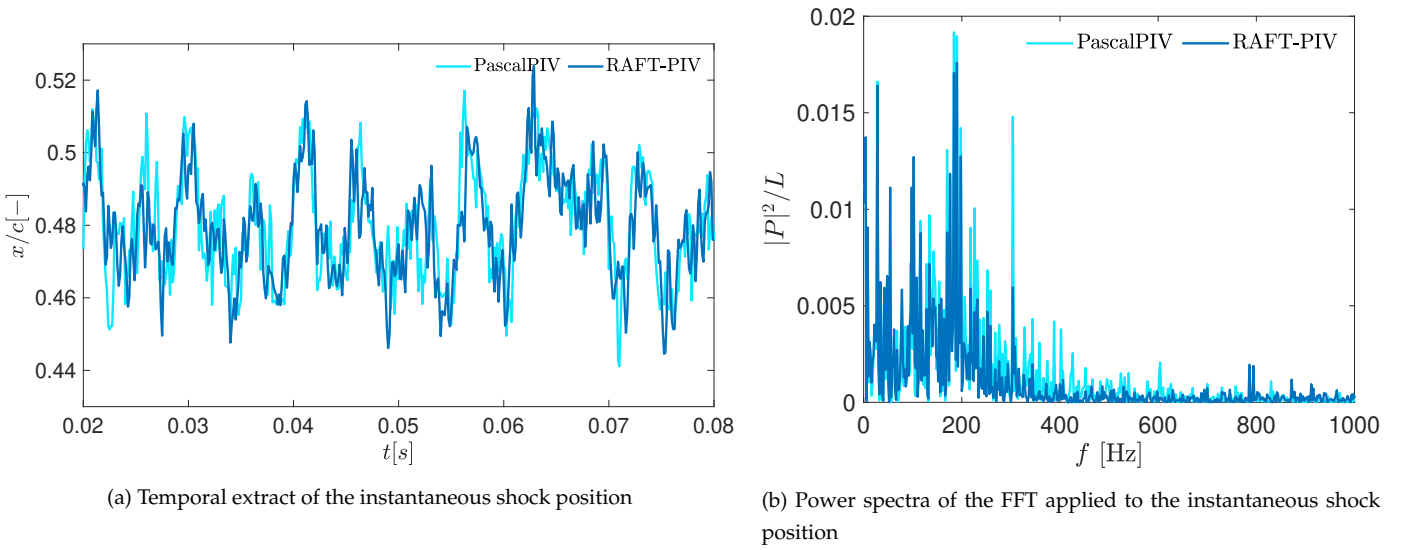 PascalPIV RAFT-PIV
0.52
0.5
0.48
0.46
0.44
x/c[−]
0.02 0.03 0.04 0.05 0.06 0.07 0.08
t[s]
(a) Temporal extract of the instantaneous shock position
PascalPIV RAFT-PIV
0.02
0.015
0.01
0.005
0
|P|²/L
0 200 400 600 800 1000
f [Hz]
(b) Power spectra of the FFT applied to the instantaneous shock
position